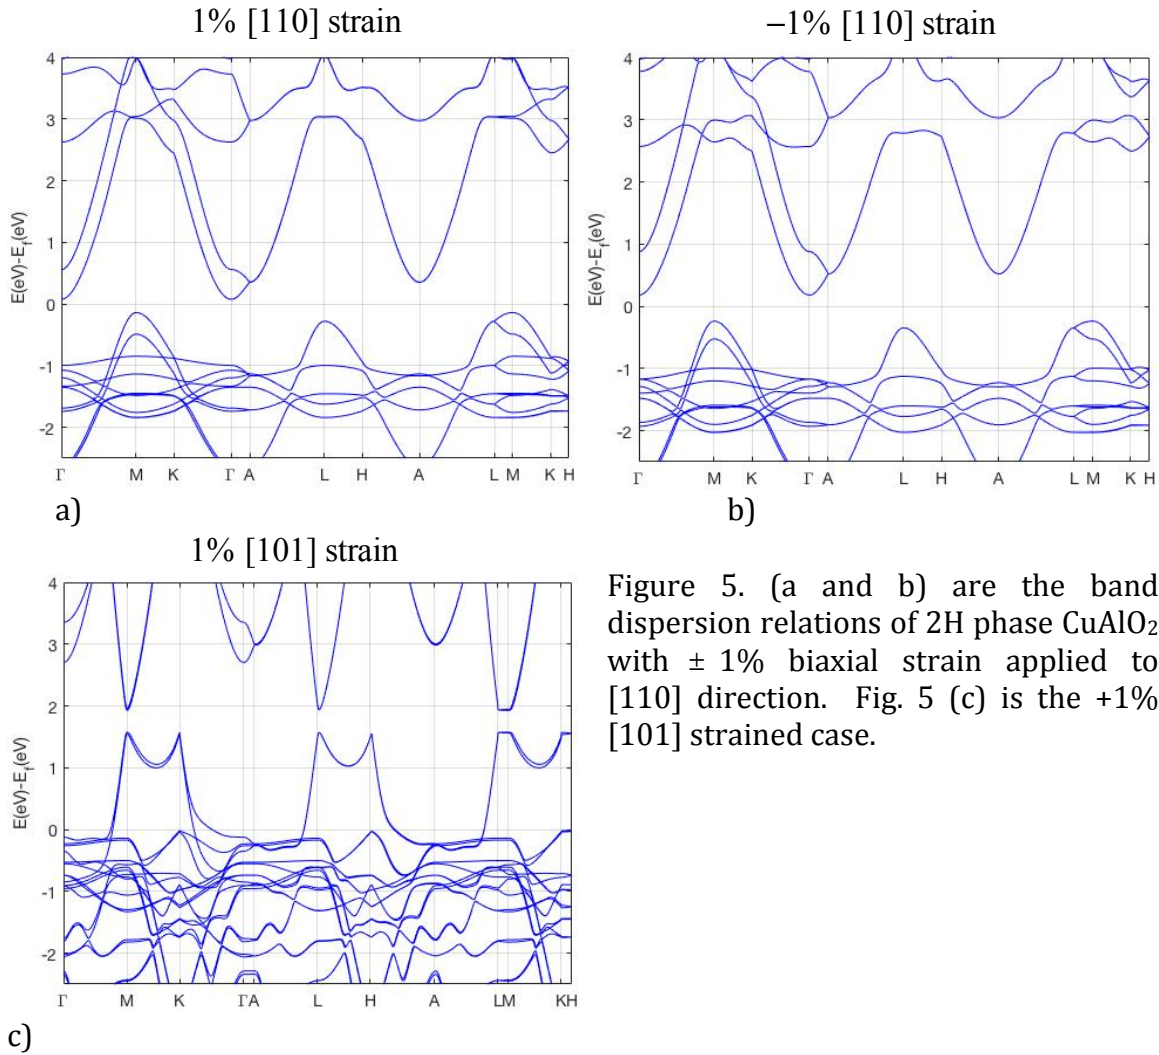 1% [110] strain
−1% [110] strain
4
3
2
1
0
-1
-2
E(eV)-E_f(eV)
Γ M K Γ A L H A L M K H
a)
4
3
2
1
0
-1
-2
E(eV)-E_f(eV)
Γ M K Γ A L H A L M K H
b)
1% [101] strain
4
3
2
1
0
-1
-2
E(eV)-E_f(eV)
Γ M K ΓA L H A LM KH
c)
Figure 5. (a and b) are the band
dispersion relations of 2H phase CuAlO₂
with ± 1% biaxial strain applied to
[110] direction. Fig. 5 (c) is the +1%
[101] strained case.